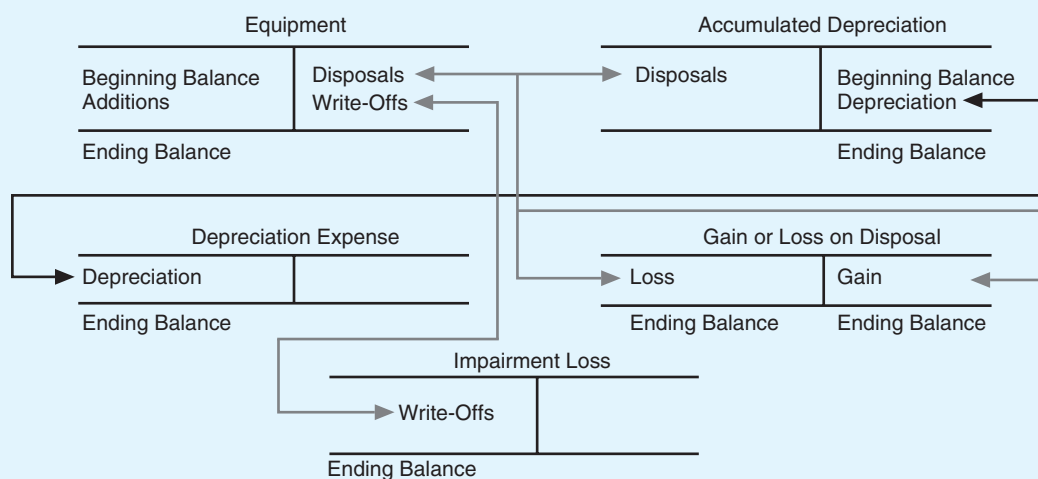 Equipment
Beginning Balance
Additions
Disposals
Write-Offs
Ending Balance
Accumulated Depreciation
Disposals
Beginning Balance
Depreciation
Ending Balance
Depreciation Expense
Depreciation
Ending Balance
Gain or Loss on Disposal
Loss
Gain
Ending Balance
Ending Balance
Impairment Loss
Write-Offs
Ending Balance